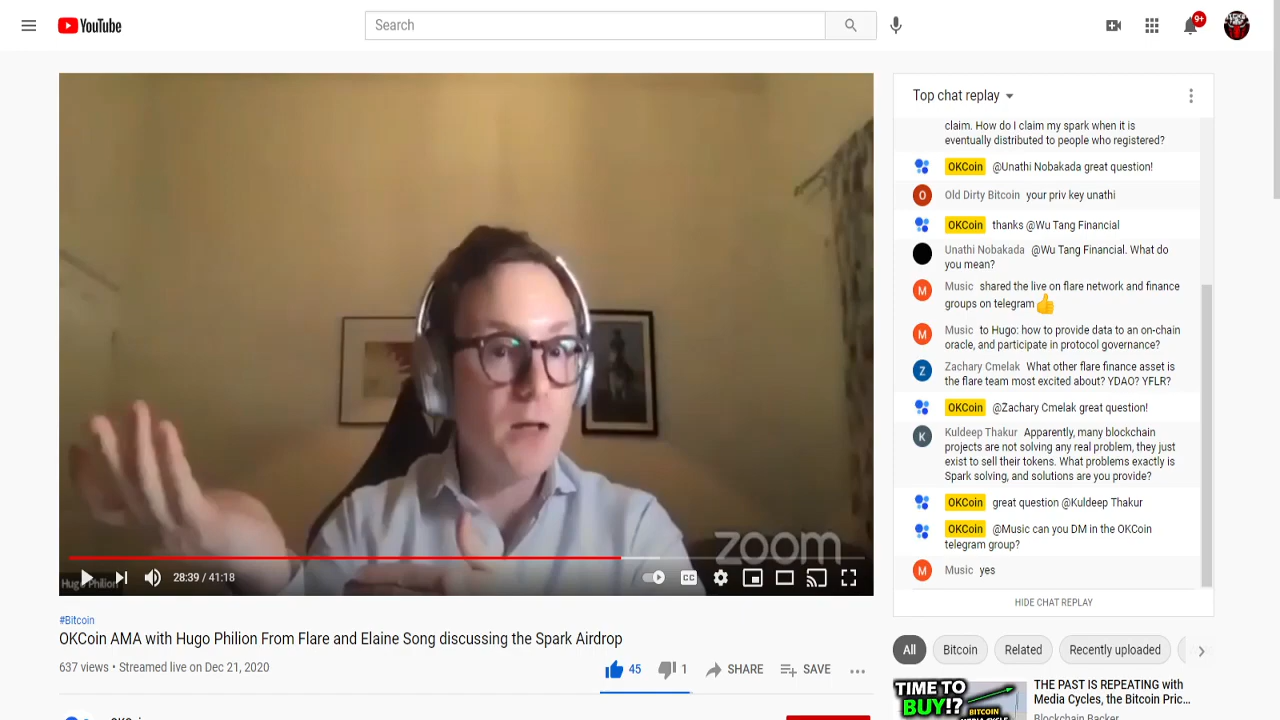 YouTube
Search
9+
zoom
Hugo Philion
28:39 / 41:18
CC
#Bitcoin
OKCoin AMA with Hugo Philion From Flare and Elaine Song discussing the Spark Airdrop
637 views • Streamed live on Dec 21, 2020
45
1
SHARE
SAVE
Top chat replay
claim. How do I claim my spark when it is
eventually distributed to people who registered?
OKCoin @Unathi Nobakada great question!
O Old Dirty Bitcoin your priv key unathi
OKCoin thanks @Wu Tang Financial
Unathi Nobakada @Wu Tang Financial. What do
you mean?
M Music shared the live on flare network and finance
groups on telegram👍
M Music to Hugo: how to provide data to an on-chain
oracle, and participate in protocol governance?
Z Zachary Cmelak What other flare finance asset is
the flare team most excited about? YDAO? YFLR?
OKCoin @Zachary Cmelak great question!
K Kuldeep Thakur Apparently, many blockchain
projects are not solving any real problem, they just
exist to sell their tokens. What problems exactly is
Spark solving, and solutions are you provide?
OKCoin great question @Kuldeep Thakur
OKCoin @Music can you DM in the OKCoin
telegram group?
M Music yes
HIDE CHAT REPLAY
All Bitcoin Related Recently uploaded
TIME TO
BUY!?
BITCOIN
THE PAST IS REPEATING with
Media Cycles, the Bitcoin Pric...
Blockchain Backer